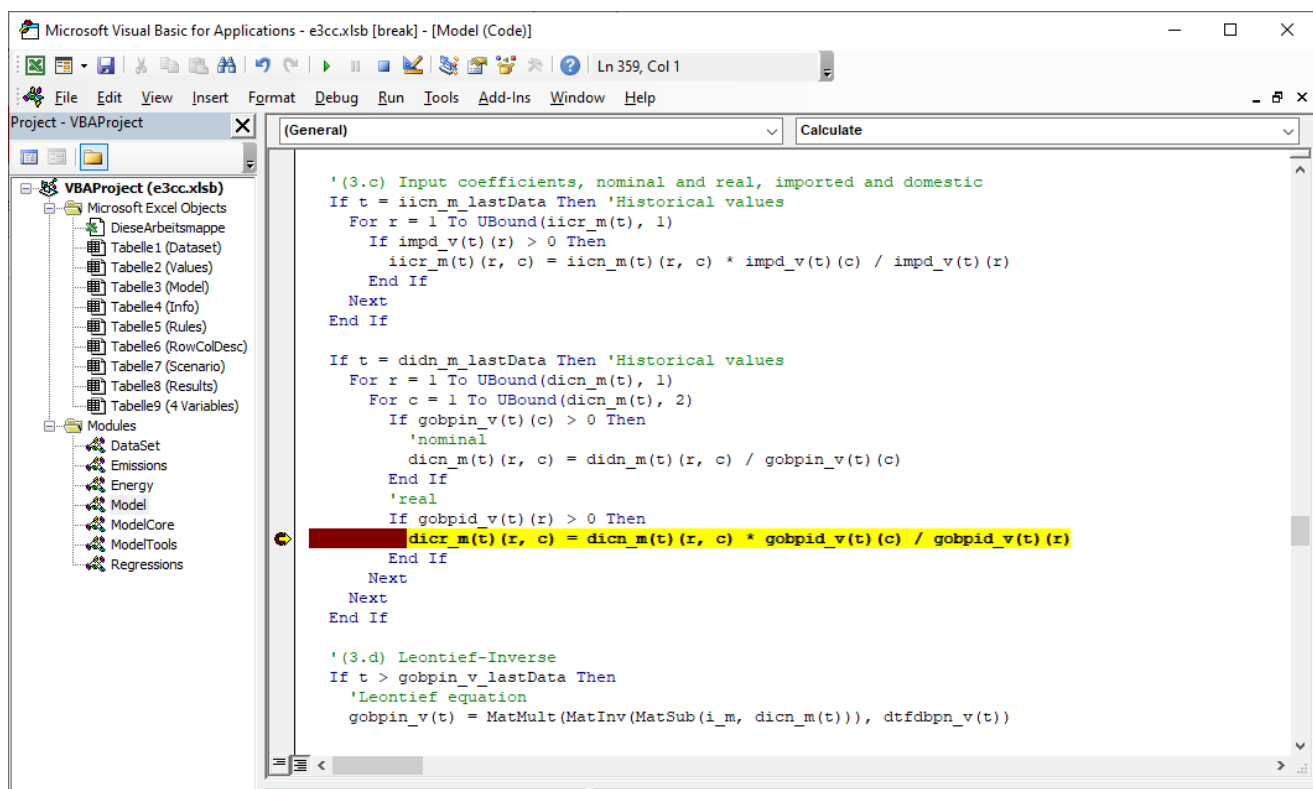 Microsoft Visual Basic for Applications - e3cc.xlsb [break] - [Model (Code)]
Ln 359, Col 1
File Edit View Insert Format Debug Run Tools Add-Ins Window Help
Project - VBAProject
VBAProject (e3cc.xlsb)
Microsoft Excel Objects
DieseArbeitsmappe
Tabelle1 (Dataset)
Tabelle2 (Values)
Tabelle3 (Model)
Tabelle4 (Info)
Tabelle5 (Rules)
Tabelle6 (RowColDesc)
Tabelle7 (Scenario)
Tabelle8 (Results)
Tabelle9 (4 Variables)
Modules
DataSet
Emissions
Energy
Model
ModelCore
ModelTools
Regressions
(General) Calculate
'(3.c) Input coefficients, nominal and real, imported and domestic
If t = iicn_m_lastData Then 'Historical values
For r = 1 To UBound(iicr_m(t), 1)
If impd_v(t)(r) > 0 Then
iicr_m(t)(r, c) = iicn_m(t)(r, c) * impd_v(t)(c) / impd_v(t)(r)
End If
Next
End If
If t = didn_m_lastData Then 'Historical values
For r = 1 To UBound(dicn_m(t), 1)
For c = 1 To UBound(dicn_m(t), 2)
If gobpin_v(t)(c) > 0 Then
'nominal
dicn_m(t)(r, c) = didn_m(t)(r, c) / gobpin_v(t)(c)
End If
'real
If gobpid_v(t)(r) > 0 Then
dicr_m(t)(r, c) = dicn_m(t)(r, c) * gobpid_v(t)(c) / gobpid_v(t)(r)
End If
Next
Next
End If
'(3.d) Leontief-Inverse
If t > gobpin_v_lastData Then
'Leontief equation
gobpin_v(t) = MatMult(MatInv(MatSub(i_m, dicn_m(t))), dtfdbpn_v(t))